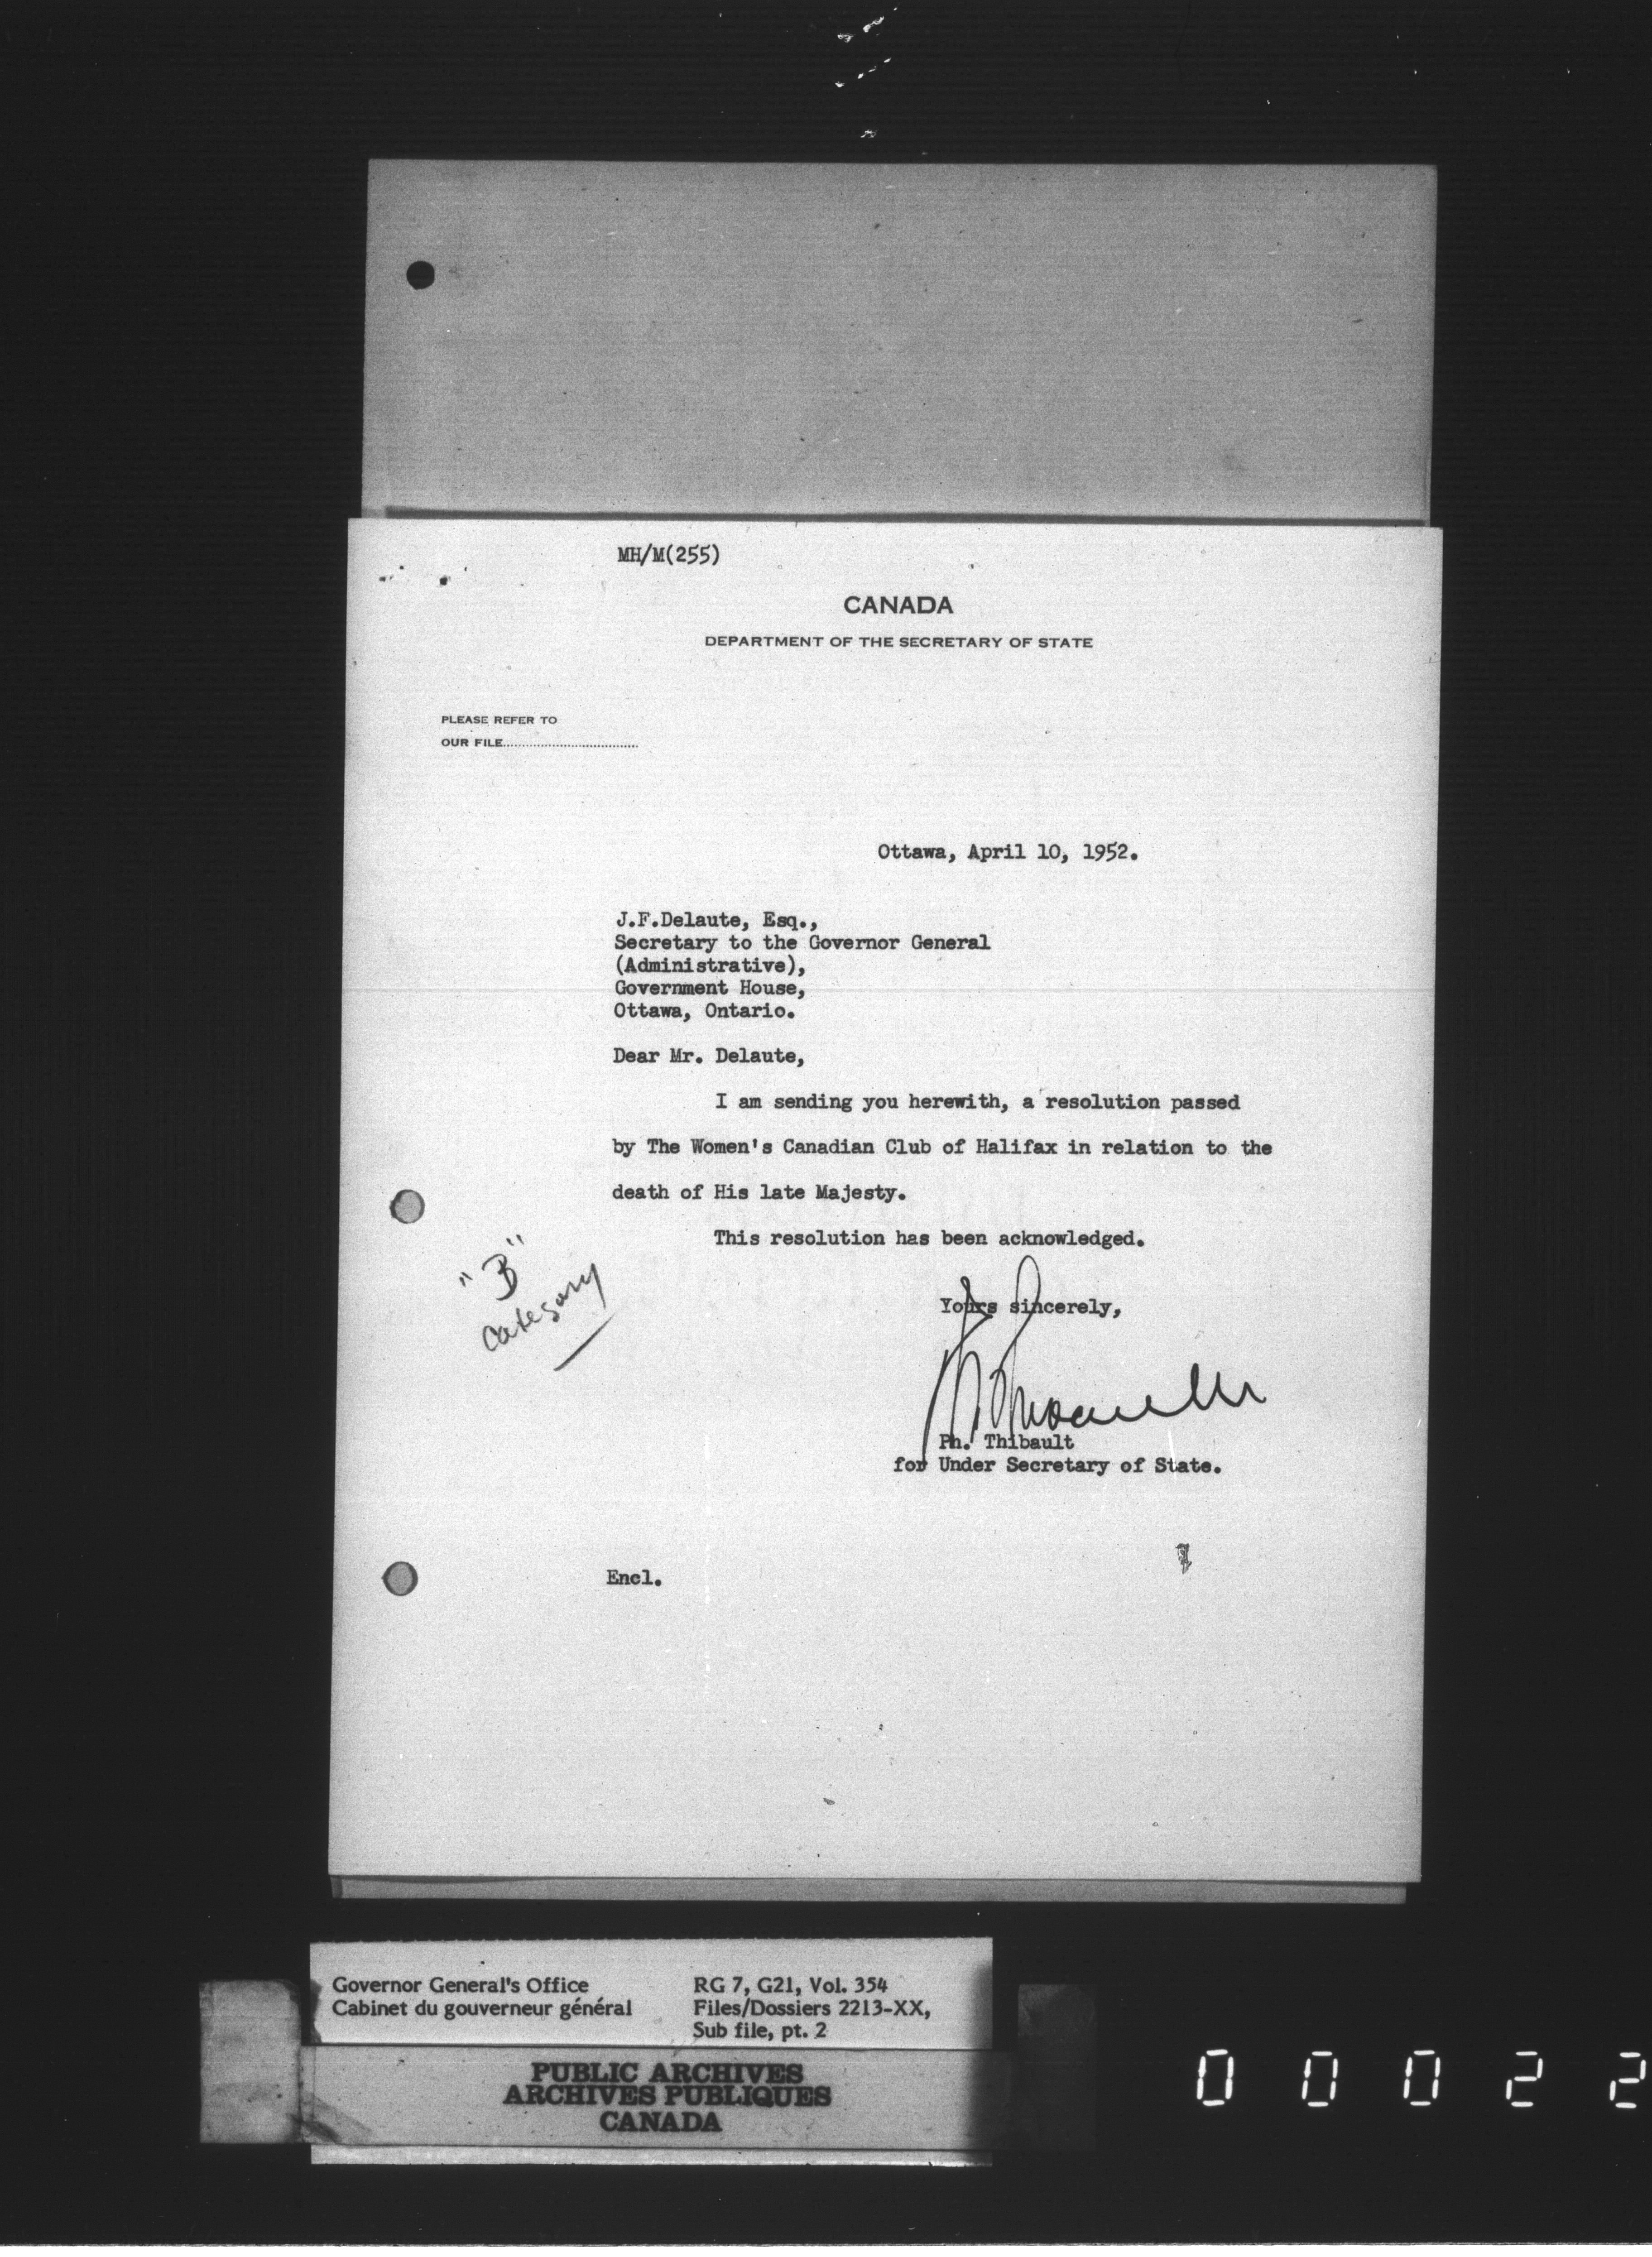 MH/M(255)
CANADA
DEPARTMENT OF THE SECRETARY OF STATE
PLEASE REFER TO
OUR FILE....................................
Ottawa, April 10, 1952.
J.F.Delaute, Esq.,
Secretary to the Governor General
(Administrative),
Government House,
Ottawa, Ontario.
Dear Mr. Delaute,
I am sending you herewith, a resolution passed
by The Women's Canadian Club of Halifax in relation to the
death of His late Majesty.
This resolution has been acknowledged.
"B"
category
Yours sincerely,
Ph. Thibault
for Under Secretary of State.
Encl.
Governor General's Office
Cabinet du gouverneur général
RG 7, G21, Vol. 354
Files/Dossiers 2213-XX,
Sub file, pt. 2
PUBLIC ARCHIVES
ARCHIVES PUBLIQUES
CANADA
0 0 0 2 2